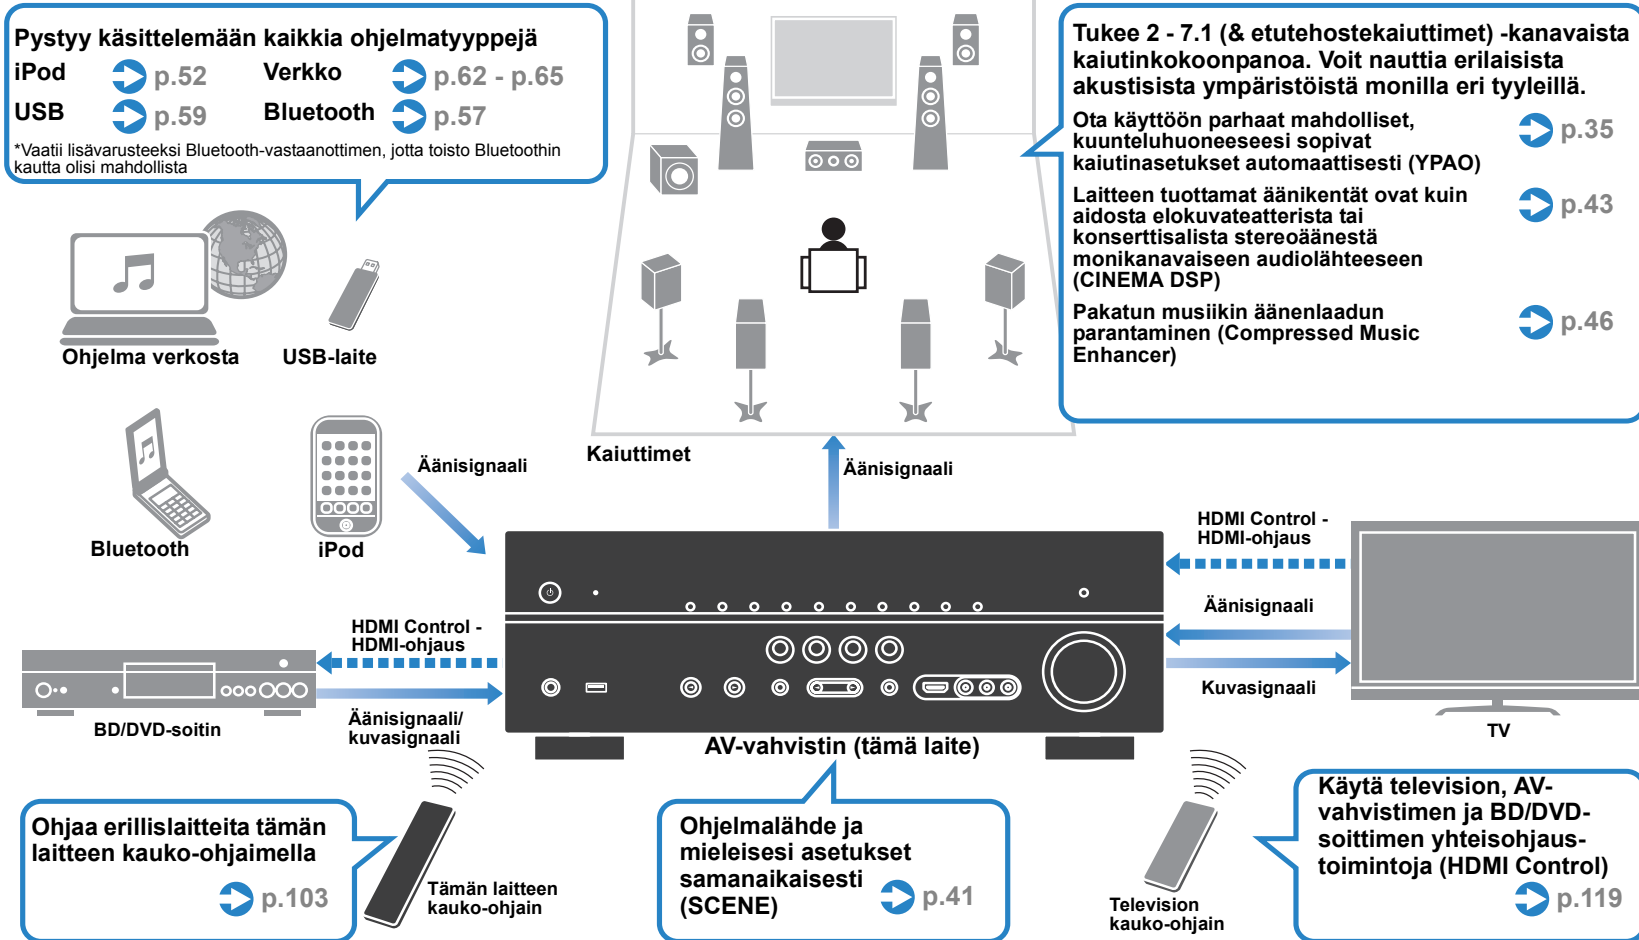 Pystyy käsittelemään kaikkia ohjelmatyyppejä
iPod p.52 Verkko p.62 - p.65
USB p.59 Bluetooth p.57
*Vaatii lisävarusteeksi Bluetooth-vastaanottimen, jotta toisto Bluetoothin
kautta olisi mahdollista
Tukee 2 - 7.1 (& etutehostekaiuttimet) -kanavaista
kaiutinkokoonpanoa. Voit nauttia erilaisista
akustisista ympäristöistä monilla eri tyyleillä.
Ota käyttöön parhaat mahdolliset,
kuunteluhuoneeseesi sopivat
kaiutinasetukset automaattisesti (YPAO)
p.35
Laitteen tuottamat äänikentät ovat kuin
aidosta elokuvateatterista tai
konserttisalista stereoäänestä
monikanavaiseen audiolähteeseen
(CINEMA DSP)
p.43
Pakatun musiikin äänenlaadun
parantaminen (Compressed Music
Enhancer)
p.46
Ohjelma verkosta
USB-laite
Kaiuttimet
Äänisignaali
Äänisignaali
Bluetooth
iPod
HDMI Control -
HDMI-ohjaus
Äänisignaali
Kuvasignaali
TV
HDMI Control -
HDMI-ohjaus
Äänisignaali/
kuvasignaali
BD/DVD-soitin
AV-vahvistin (tämä laite)
Ohjaa erillislaitteita tämän
laitteen kauko-ohjaimella
p.103
Tämän laitteen
kauko-ohjain
Ohjelmalähde ja
mieleisesi asetukset
samanaikaisesti
(SCENE)
p.41
Television
kauko-ohjain
Käytä television, AV-
vahvistimen ja BD/DVD-
soittimen yhteisohjaus-
toimintoja (HDMI Control)
p.119